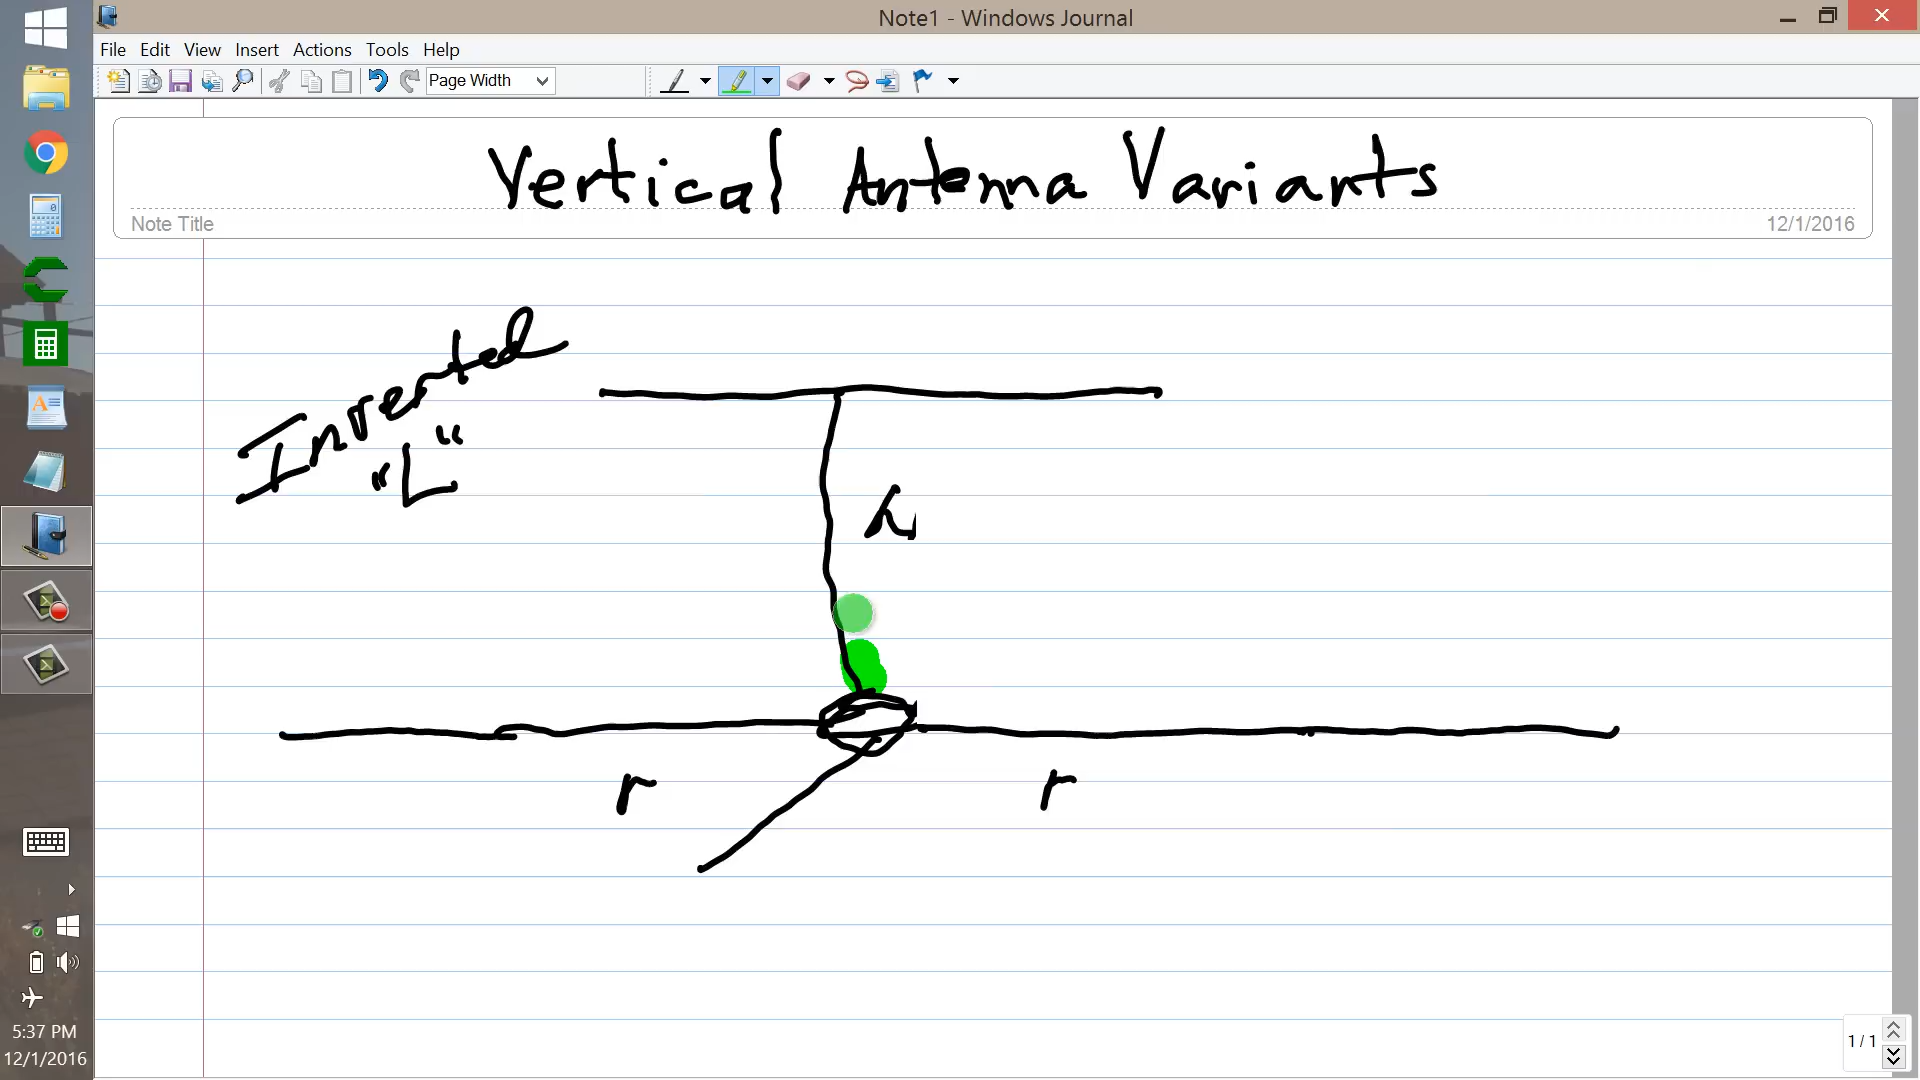 Note1 - Windows Journal
File Edit View Insert Actions Tools Help
Page Width
Vertical Antenna Variants
Note Title
12/1/2016
Inverted
"L"
r
r
1 / 1
5:37 PM
12/1/2016